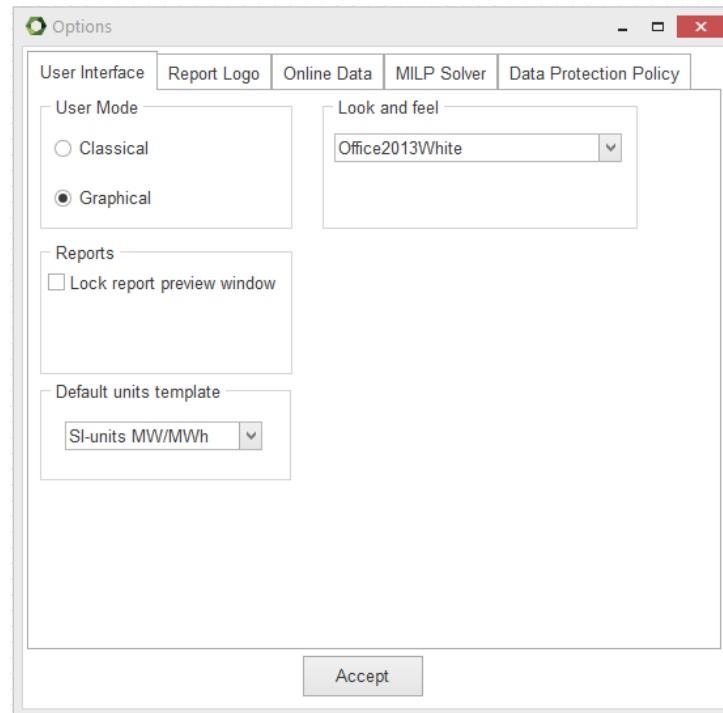 Options
User Interface Report Logo Online Data MILP Solver Data Protection Policy
User Mode
Classical
Graphical
Look and feel
Office2013White
Reports
Lock report preview window
Default units template
SI-units MW/MWh
Accept